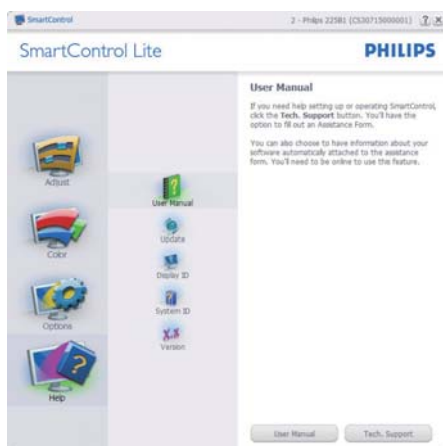 SmartControl
2 - Philips 225B1 (CS30715000001)
SmartControl Lite
PHILIPS
Adjust
Color
Options
Help
User Manual
Update
Display ID
System ID
Version
User Manual
If you need help setting up or operating SmartControl,
click the Tech. Support button. You'll have the
option to fill out an Assistance Form.
You can also choose to have information about your
software automatically attached to the assistance
form. You'll need to be online to use the feature.
User Manual
Tech. Support